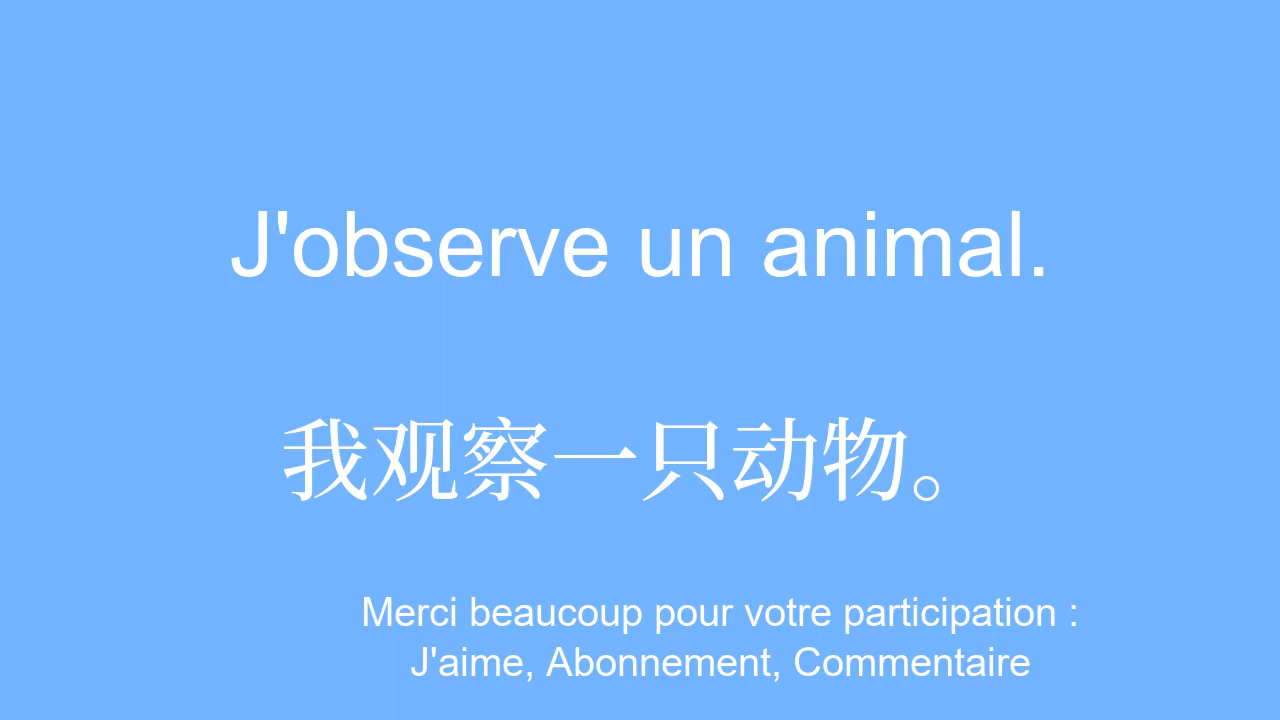 J'observe un animal.
我观察一只动物。
Merci beaucoup pour votre participation :
J'aime, Abonnement, Commentaire